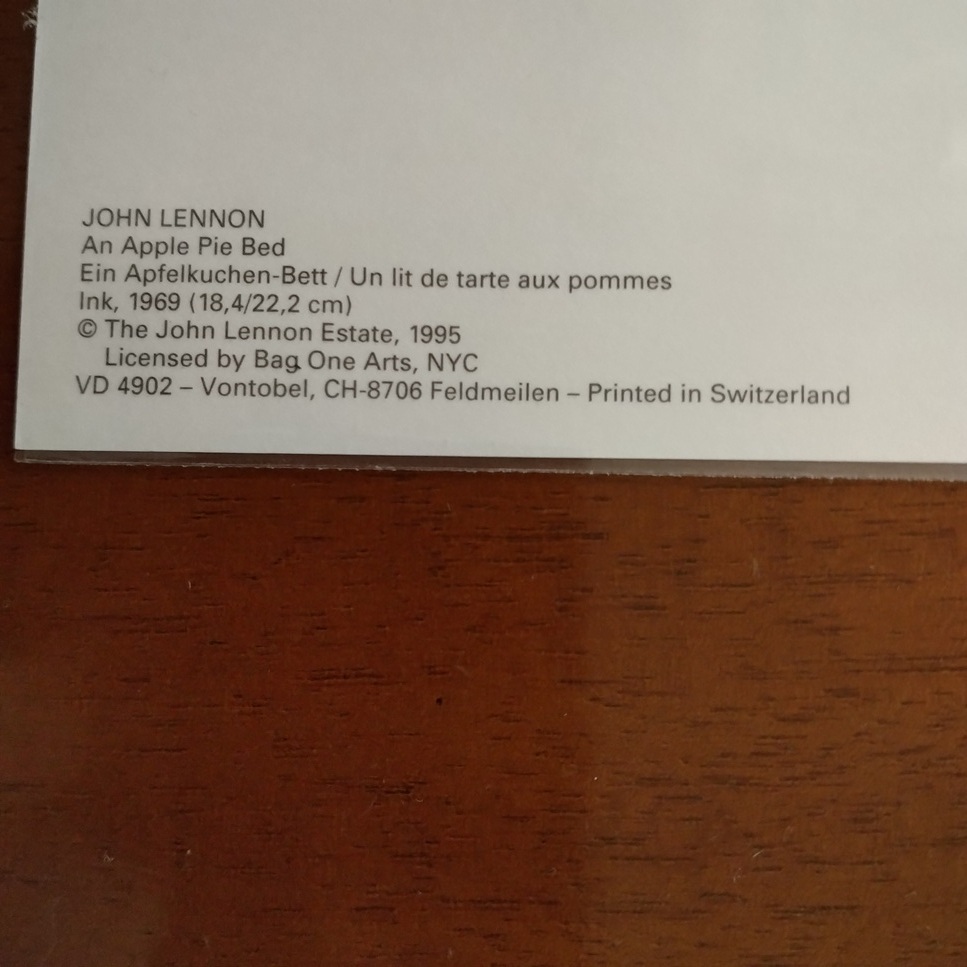 JOHN LENNON
An Apple Pie Bed
Ein Apfelkuchen-Bett / Un lit de tarte aux pommes
Ink, 1969 (18,4/22,2 cm)
© The John Lennon Estate, 1995
Licensed by Bag One Arts, NYC
VD 4902 – Vontobel, CH-8706 Feldmeilen – Printed in Switzerland